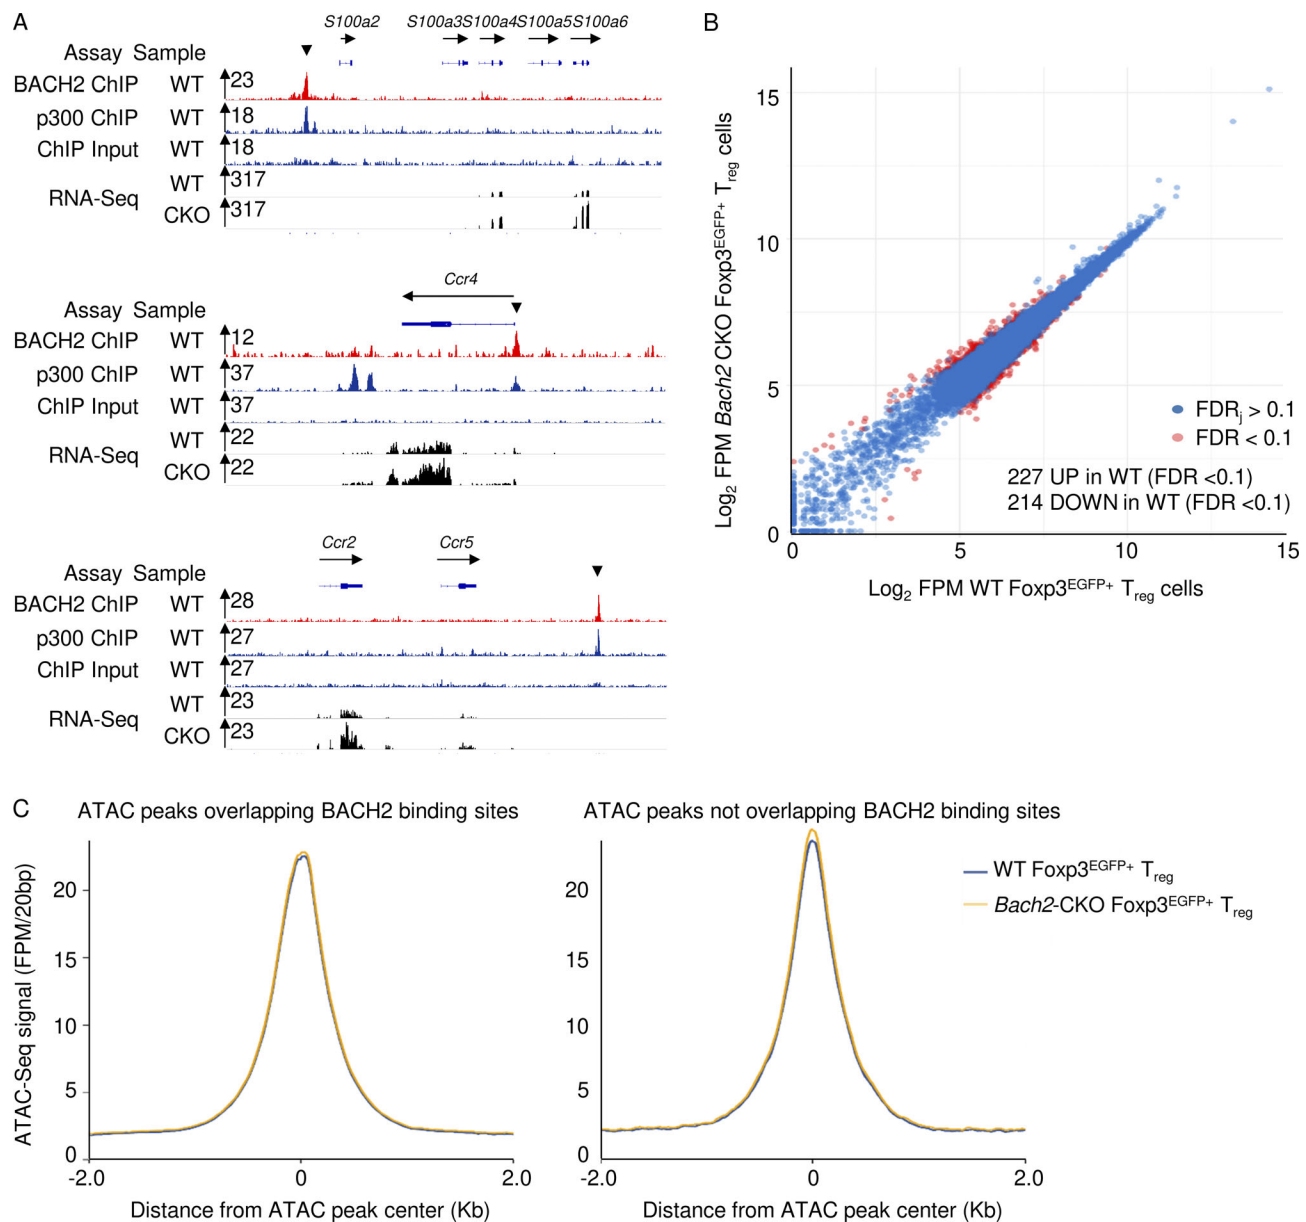 A
S100a2 S100a3 S100a4 S100a5 S100a6
Assay Sample
BACH2 ChIP WT 23
p300 ChIP WT 18
ChIP Input WT 18
RNA-Seq WT 317
CKO 317
Ccr4
Assay Sample
BACH2 ChIP WT 12
p300 ChIP WT 37
ChIP Input WT 37
RNA-Seq WT 22
CKO 22
Ccr2 Ccr5
Assay Sample
BACH2 ChIP WT 28
p300 ChIP WT 27
ChIP Input WT 27
RNA-Seq WT 23
CKO 23
B
Log2 FPM Bach2 CKO Foxp3EGFP+ Treg cells
15
10
5
0
FDRj > 0.1
FDR < 0.1
227 UP in WT (FDR <0.1)
214 DOWN in WT (FDR <0.1)
0 5 10 15
Log2 FPM WT Foxp3EGFP+ Treg cells
C
ATAC peaks overlapping BACH2 binding sites
ATAC-Seq signal (FPM/20bp)
20
15
10
5
0
-2.0 0 2.0
Distance from ATAC peak center (Kb)
ATAC peaks not overlapping BACH2 binding sites
20
15
10
5
0
-2.0 0 2.0
Distance from ATAC peak center (Kb)
WT Foxp3EGFP+ Treg
Bach2-CKO Foxp3EGFP+ Treg